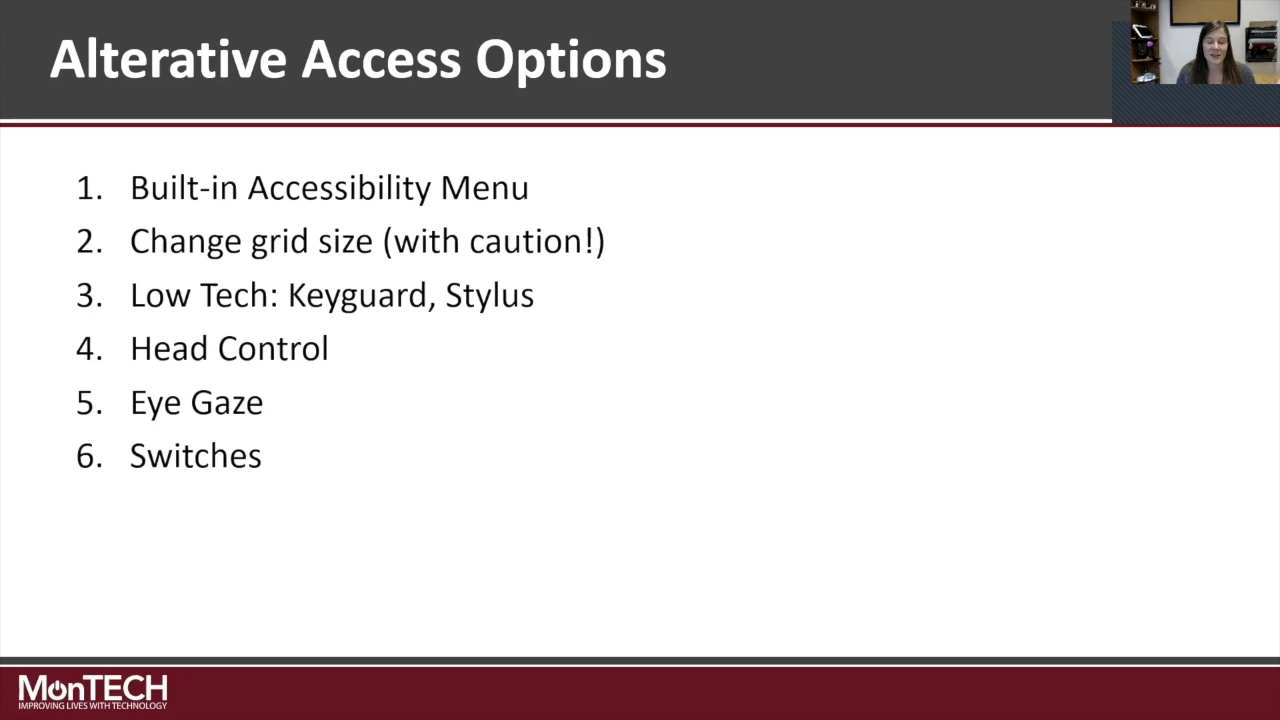 Alterative Access Options
1. Built-in Accessibility Menu
2. Change grid size (with caution!)
3. Low Tech: Keyguard, Stylus
4. Head Control
5. Eye Gaze
6. Switches
MonTECH
IMPROVING LIVES WITH TECHNOLOGY